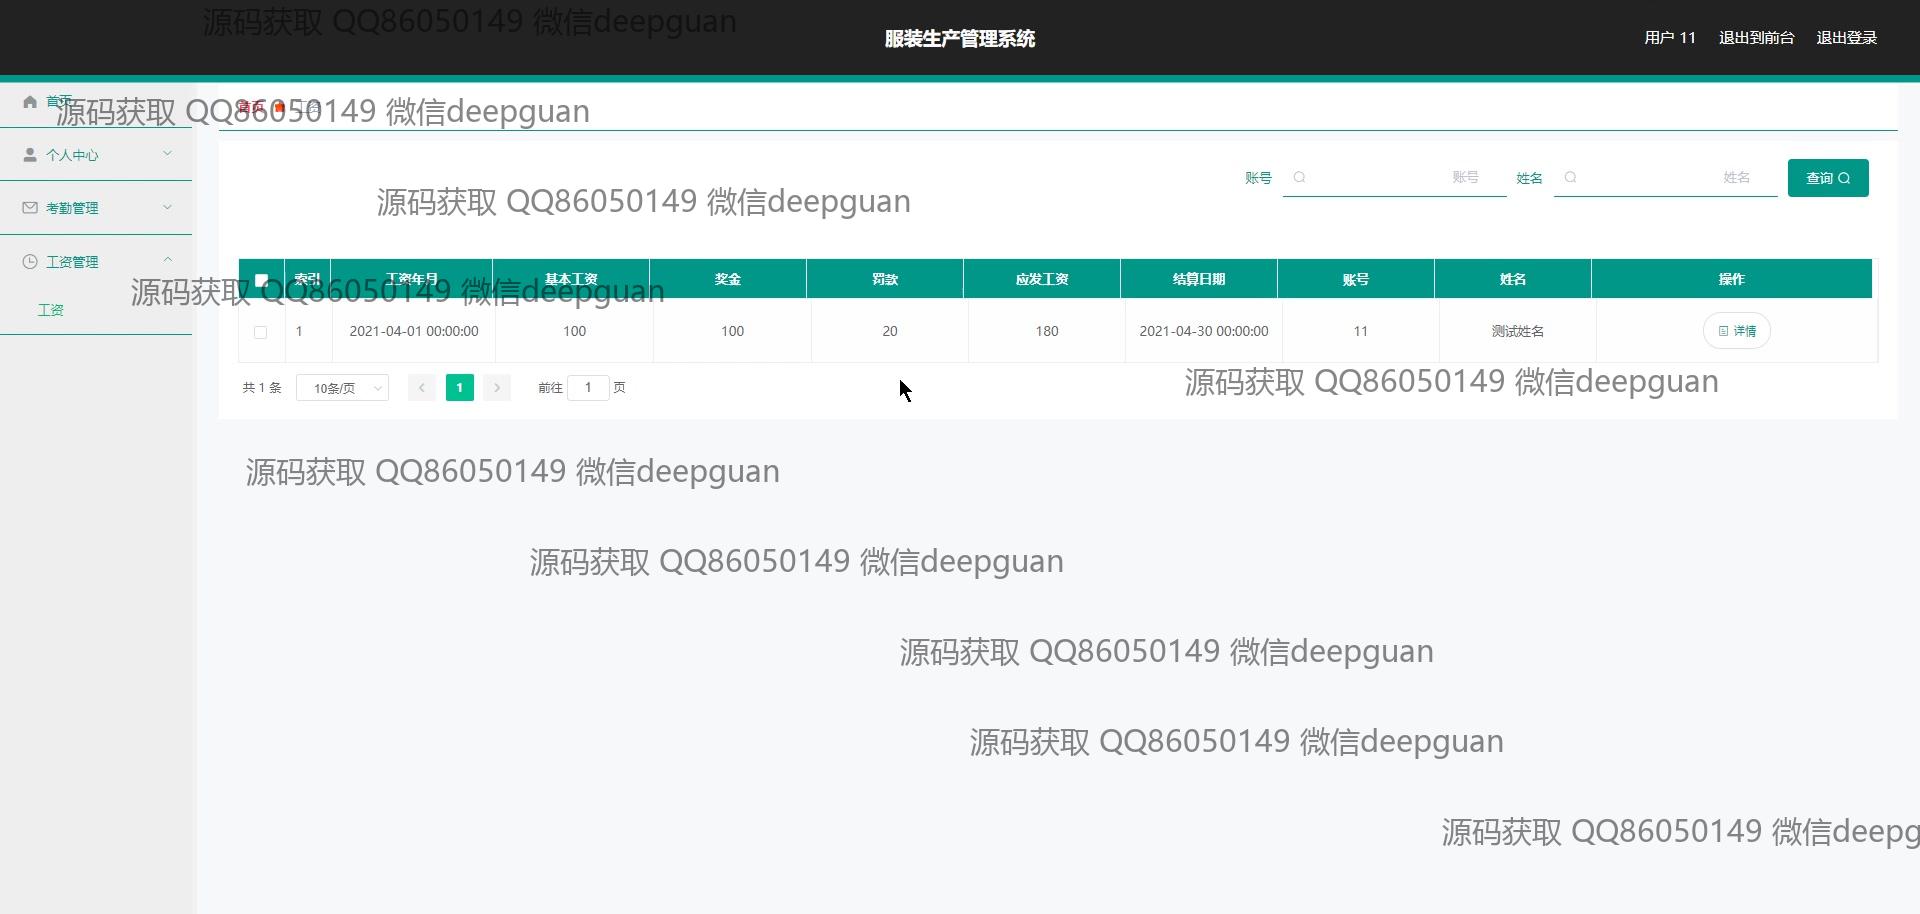 源码获取 QQ86050149 微信deepguan
服装生产管理系统
用户 11 退出到前台 退出登录
首页
首页 工资
源码获取 QQ86050149 微信deepguan
个人中心
账号 账号 姓名 姓名 查询
源码获取 QQ86050149 微信deepguan
考勤管理
工资管理
索引 工资年月 基本工资 奖金 罚款 应发工资 结算日期 账号 姓名 操作
源码获取 QQ86050149 微信deepguan
工资
1 2021-04-01 00:00:00 100 100 20 180 2021-04-30 00:00:00 11 测试姓名 详情
共 1 条 10条/页 1 前往 1 页
源码获取 QQ86050149 微信deepguan
源码获取 QQ86050149 微信deepguan
源码获取 QQ86050149 微信deepguan
源码获取 QQ86050149 微信deepguan
源码获取 QQ86050149 微信deepguan
源码获取 QQ86050149 微信deepg